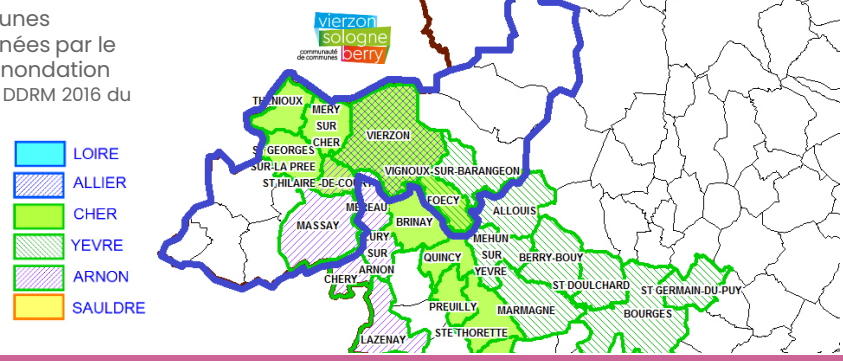 unes
nées par le
inondation
DDRM 2016 du
vierzon
sologne
berry
communauté
de communes
LOIRE
ALLIER
CHER
YEVRE
ARNON
SAULDRE
THENIOUX
MERY
SUR
CHER
VIERZON
ST GEORGES
SUR-LA PREE
VIGNOUX-SUR-BARANGEON
ST HILAIRE-DE-COURT
MEREAU
FOECY
ALLOUIS
MASSAY
BRINAY
LURY
SUR
ARNON
MEHUN
SUR
YEVRE
CHERY
QUINCY
BERRY-BOUY
ST DOULCHARD
ST GERMAIN-DU-PUY
PREUILLY
MARMAGNE
BOURGES
STE THORETTE
LAZENAY